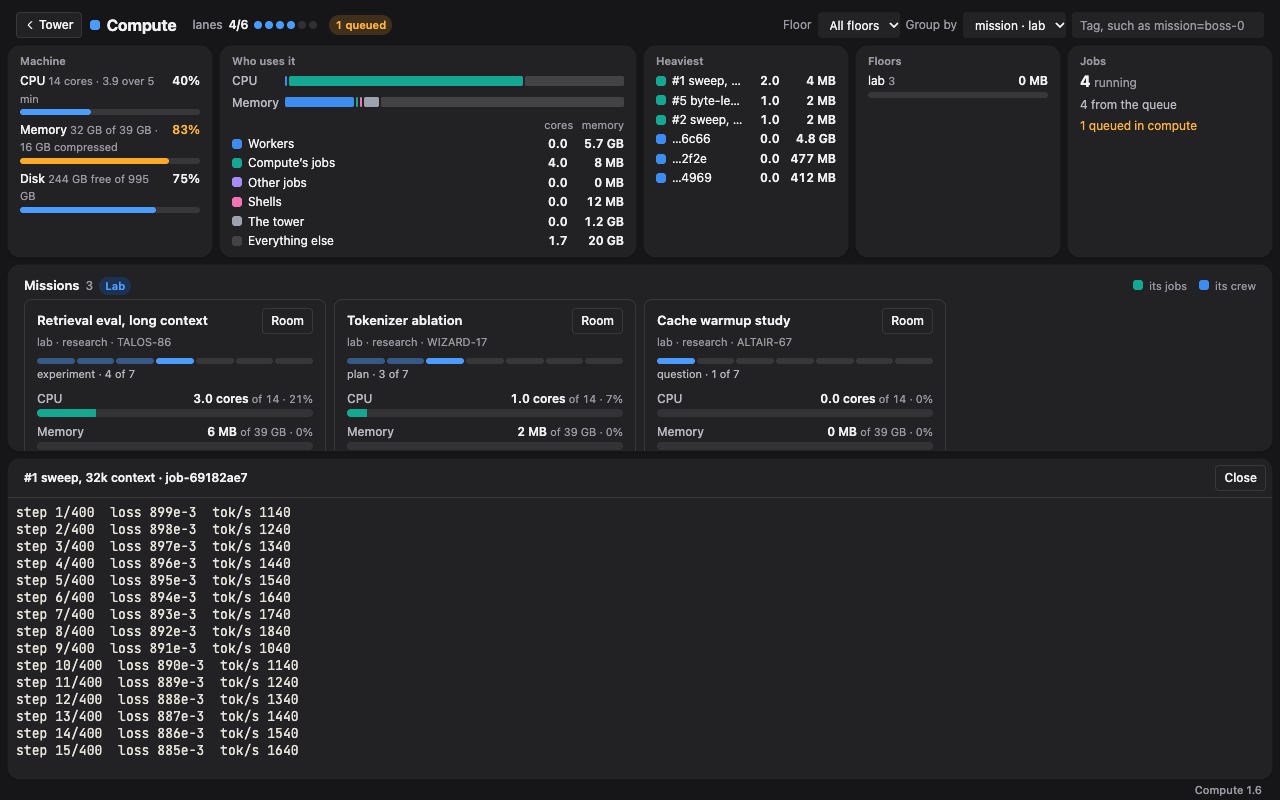 Tower
Compute
lanes 4/6
1 queued
Floor
All floors
Group by
mission · lab
Tag, such as mission=boss-0
Machine
CPU 14 cores · 3.9 over 5 min
40%
Memory 32 GB of 39 GB · 16 GB compressed
83%
Disk 244 GB free of 995 GB
75%
Who uses it
CPU
Memory
cores memory
Workers 0.0 5.7 GB
Compute's jobs 4.0 8 MB
Other jobs 0.0 0 MB
Shells 0.0 12 MB
The tower 0.0 1.2 GB
Everything else 1.7 20 GB
Heaviest
#1 sweep, ... 2.0 4 MB
#5 byte-le... 1.0 2 MB
#2 sweep, ... 1.0 2 MB
...6c66 0.0 4.8 GB
...2f2e 0.0 477 MB
...4969 0.0 412 MB
Floors
lab 3 0 MB
Jobs
4 running
4 from the queue
1 queued in compute
Missions 3 Lab
its jobs its crew
Retrieval eval, long context
Room
lab · research · TALOS-86
experiment · 4 of 7
CPU 3.0 cores of 14 · 21%
Memory 6 MB of 39 GB · 0%
Tokenizer ablation
Room
lab · research · WIZARD-17
plan · 3 of 7
CPU 1.0 cores of 14 · 7%
Memory 2 MB of 39 GB · 0%
Cache warmup study
Room
lab · research · ALTAIR-67
question · 1 of 7
CPU 0.0 cores of 14 · 0%
Memory 0 MB of 39 GB · 0%
#1 sweep, 32k context · job-69182ae7
Close
step 1/400 loss 899e-3 tok/s 1140
step 2/400 loss 898e-3 tok/s 1240
step 3/400 loss 897e-3 tok/s 1340
step 4/400 loss 896e-3 tok/s 1440
step 5/400 loss 895e-3 tok/s 1540
step 6/400 loss 894e-3 tok/s 1640
step 7/400 loss 893e-3 tok/s 1740
step 8/400 loss 892e-3 tok/s 1840
step 9/400 loss 891e-3 tok/s 1040
step 10/400 loss 890e-3 tok/s 1140
step 11/400 loss 889e-3 tok/s 1240
step 12/400 loss 888e-3 tok/s 1340
step 13/400 loss 887e-3 tok/s 1440
step 14/400 loss 886e-3 tok/s 1540
step 15/400 loss 885e-3 tok/s 1640
Compute 1.6